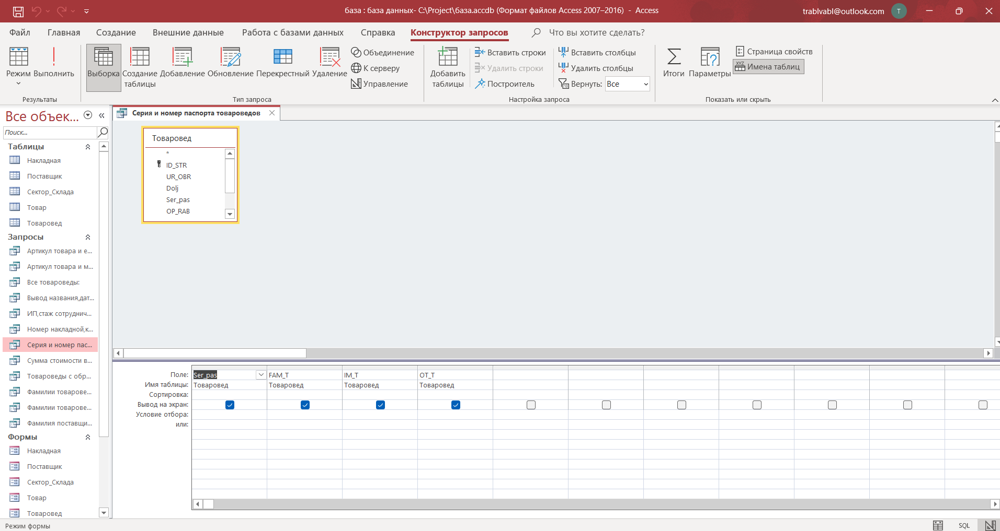 база : база данных- C:\Project\база.accdb (Формат файлов Access 2007–2016) - Access
trablvabl@outlook.com
T
Файл Главная Создание Внешние данные Работа с базами данных Справка Конструктор запросов Что вы хотите сделать?
Режим
Выполнить
Результаты
Выборка
Создание таблицы
Добавление
Обновление
Перекрестный
Удаление
Объединение
К серверу
Управление
Тип запроса
Добавить таблицы
Вставить строки
Удалить строки
Построитель
Вставить столбцы
Удалить столбцы
Вернуть: Все
Настройка запроса
Итоги
Параметры
Страница свойств
XYZ Имена таблиц
Показать или скрыть
Все объек...
Поиск...
Таблицы
Накладная
Поставщик
Сектор_Склада
Товар
Товаровед
Запросы
Артикул товара и е...
Артикул товара и м...
Все товароведы:
Вывод названия,дат...
ИП,стаж сотруднич...
Номер накладной,к...
Серия и номер пас...
Сумма стоимости в...
Товароведы с обр...
Фамилии товарове...
Фамилии товарове...
Фамилия поставщи...
Формы
Накладная
Поставщик
Сектор_Склада
Товар
Товаровед
Серия и номер паспорта товароведов
Товаровед
*
ID_STR
UR_OBR
Dolj
Ser_pas
OP_RAB
Поле: Ser_pas FAM_T IM_T OT_T
Имя таблицы: Товаровед Товаровед Товаровед Товаровед
Сортировка:
Вывод на экран:
Условие отбора:
или:
Режим формы
SQL